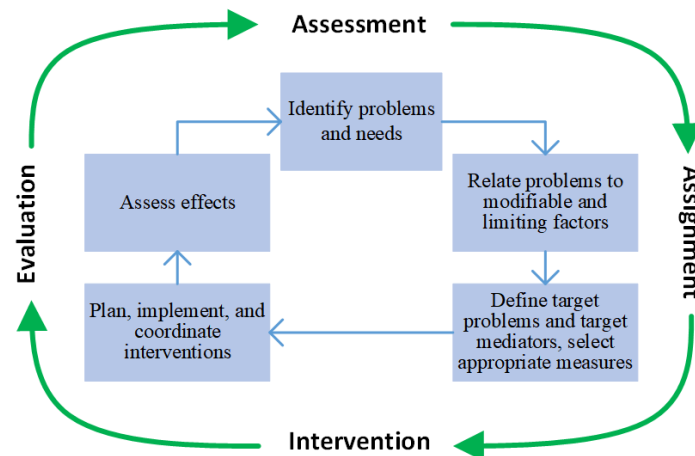 Assessment
Identify problems
and needs
Relate problems to
modifiable and
limiting factors
Assignment
Define target
problems and target
mediators, select
appropriate measures
Intervention
Plan, implement, and
coordinate
interventions
Evaluation
Assess effects